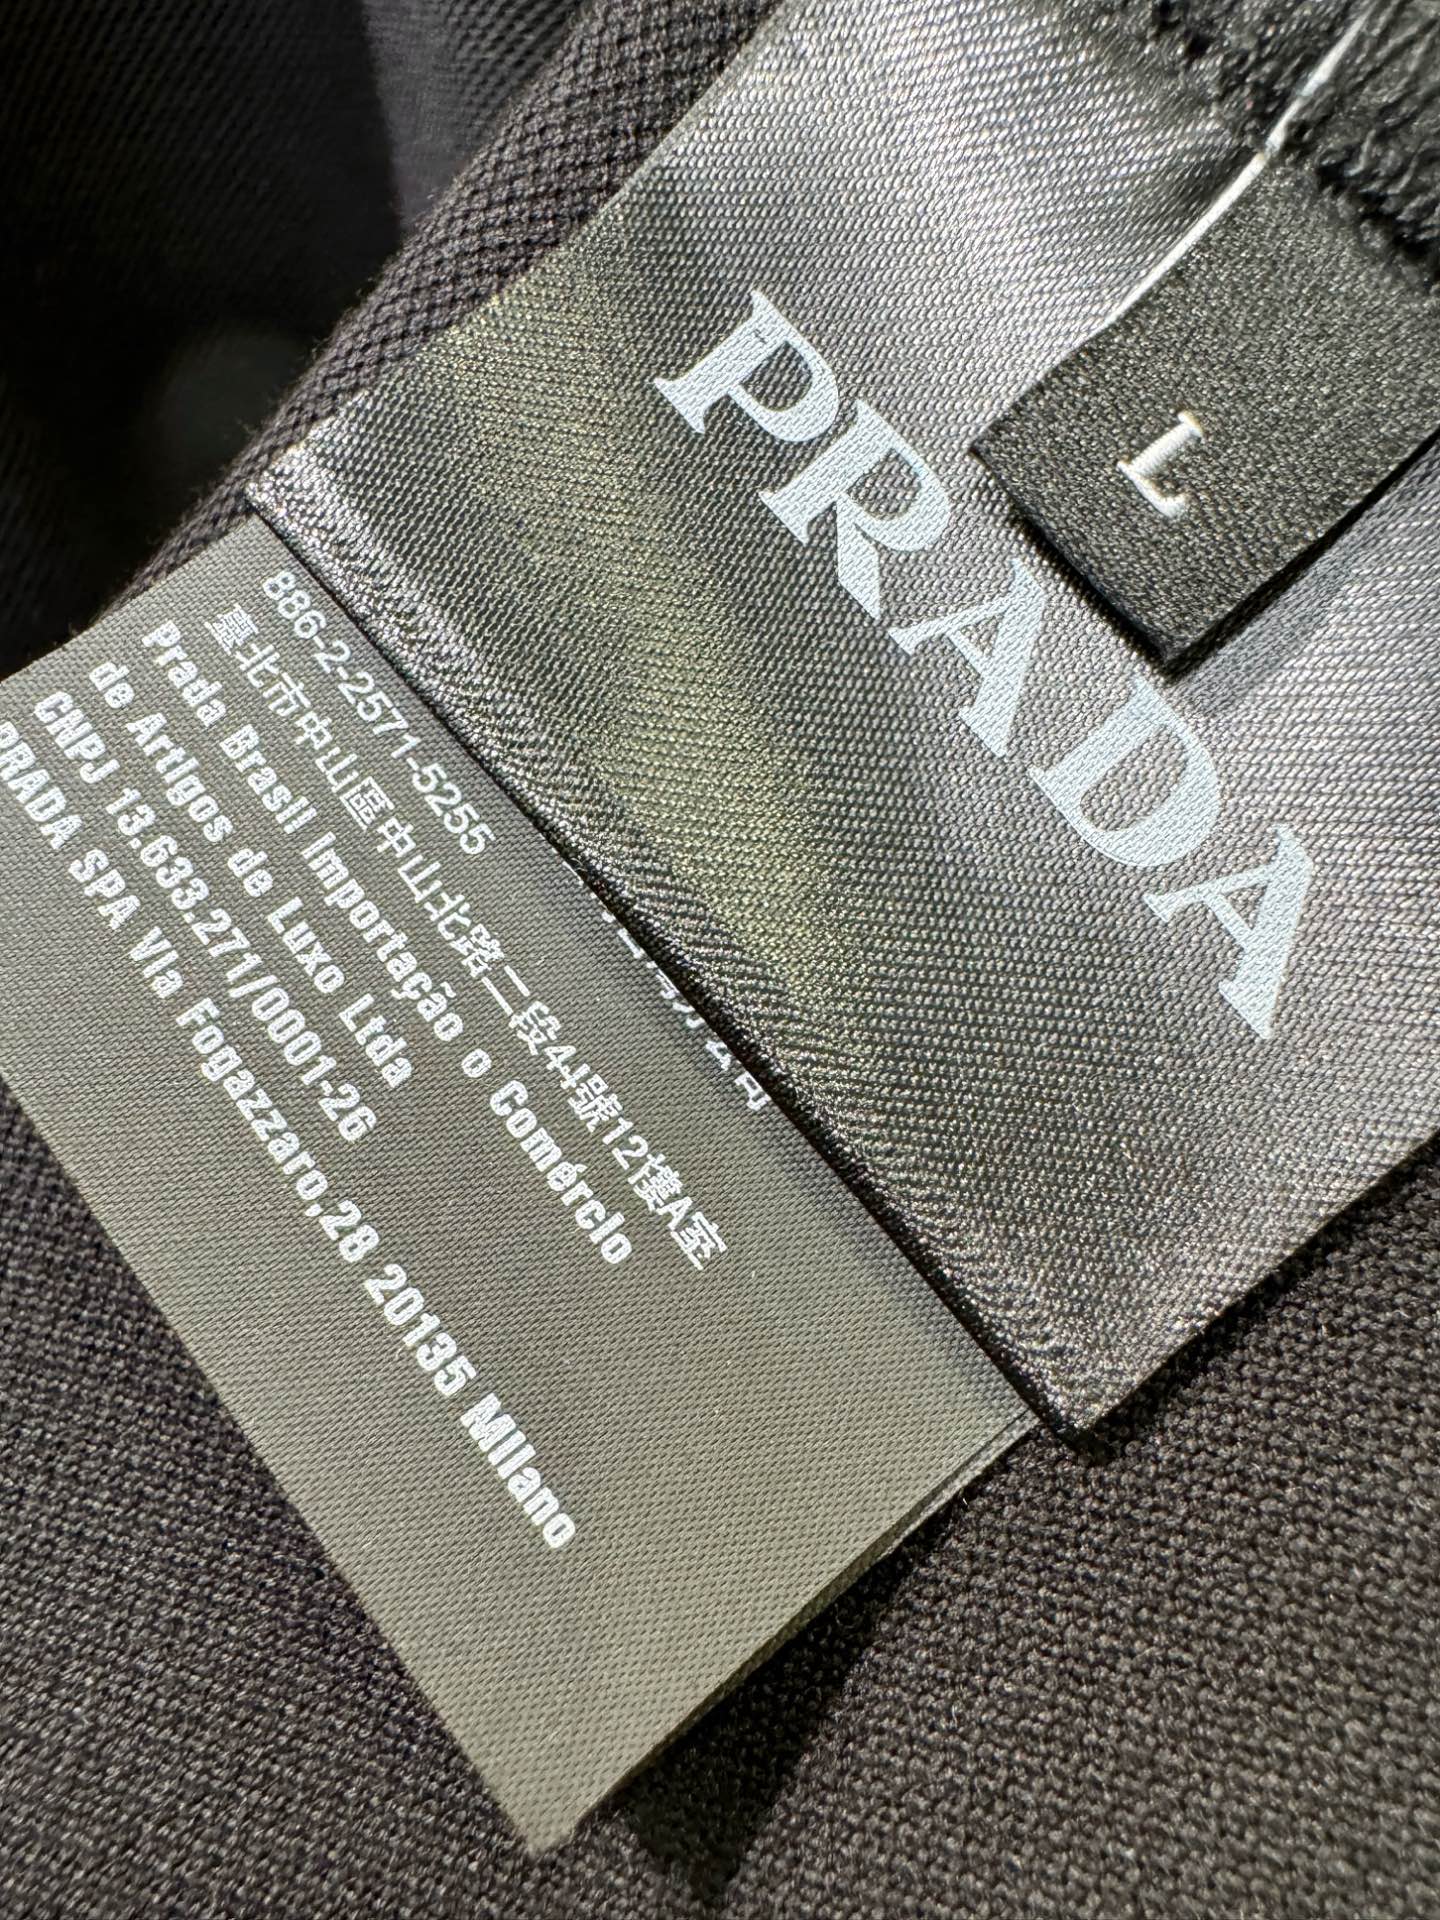 PRADA
L
886-2-2571-5255
臺北市中山區中山北路二段44號12樓A室
Prada Brasil Importação e Comércio
de Artigos de Luxo Ltda
CNPJ 13.633.271/0001-26
PRADA SPA Via Fogazzaro,28 20135 Milano